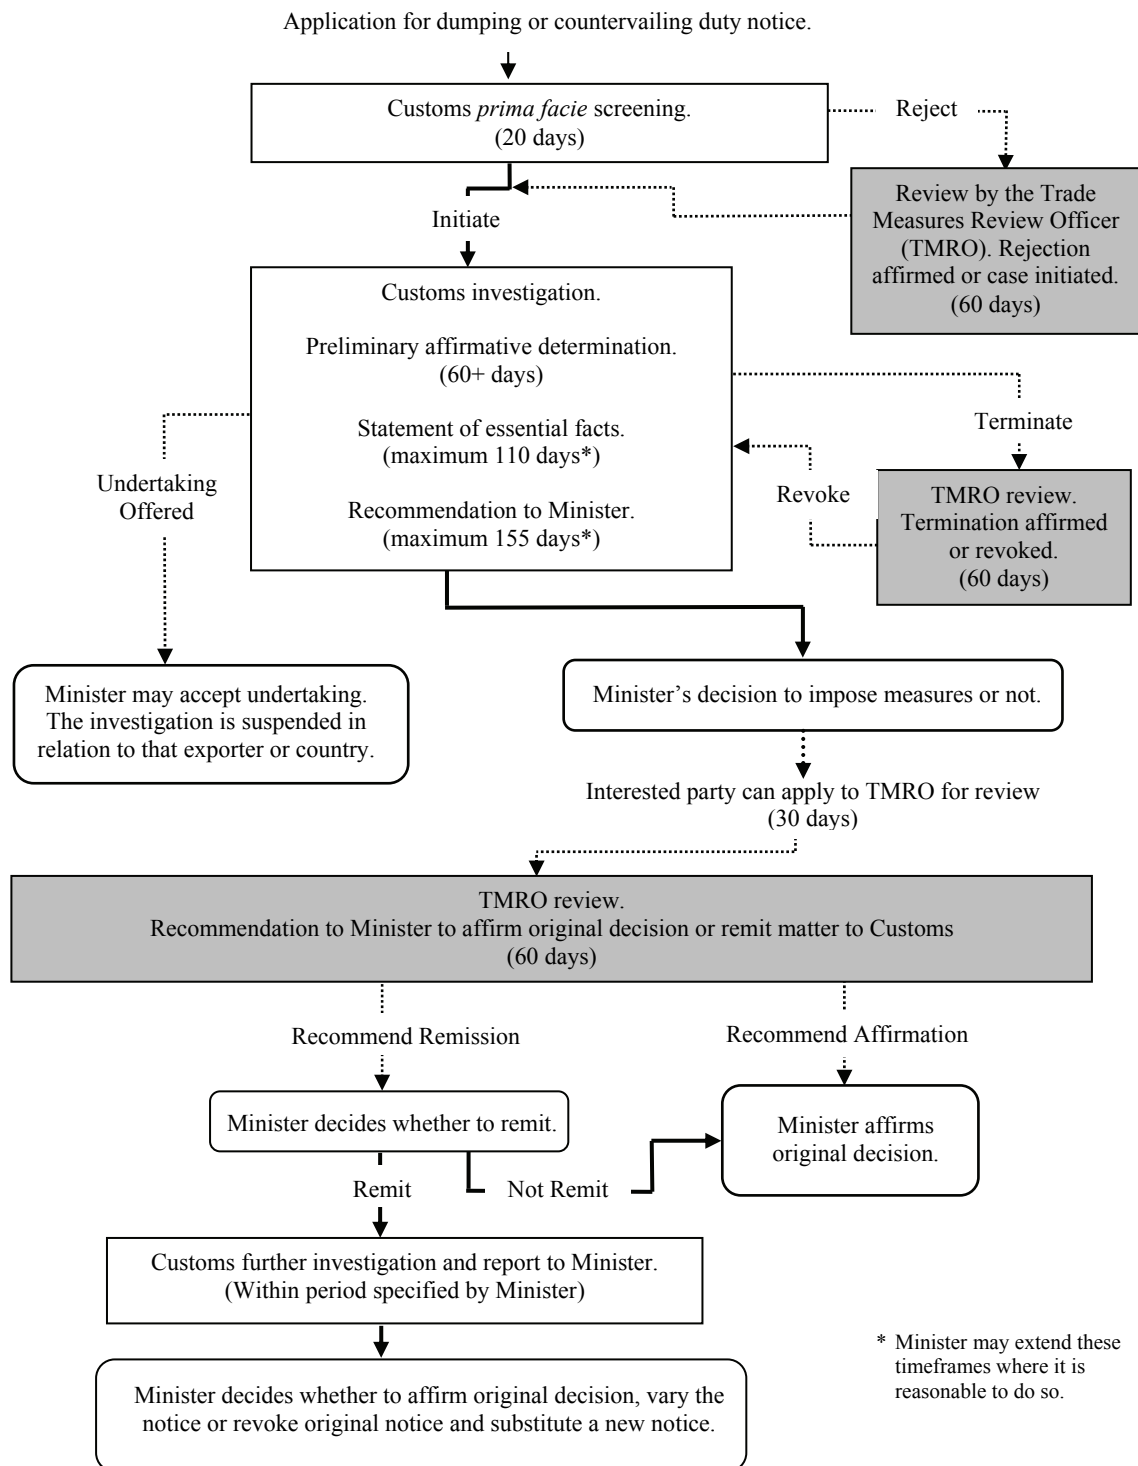 Application for dumping or countervailing duty notice.
Customs prima facie screening.
(20 days)
Reject
Review by the Trade
Measures Review Officer
(TMRO). Rejection
affirmed or case initiated.
(60 days)
Initiate
Customs investigation.
Preliminary affirmative determination.
(60+ days)
Statement of essential facts.
(maximum 110 days*)
Recommendation to Minister.
(maximum 155 days*)
Terminate
Revoke
TMRO review.
Termination affirmed
or revoked.
(60 days)
Undertaking
Offered
Minister may accept undertaking.
The investigation is suspended in
relation to that exporter or country.
Minister’s decision to impose measures or not.
Interested party can apply to TMRO for review
(30 days)
TMRO review.
Recommendation to Minister to affirm original decision or remit matter to Customs
(60 days)
Recommend Remission
Recommend Affirmation
Minister decides whether to remit.
Minister affirms
original decision.
Remit
Not Remit
Customs further investigation and report to Minister.
(Within period specified by Minister)
Minister decides whether to affirm original decision, vary the
notice or revoke original notice and substitute a new notice.
* Minister may extend these
timeframes where it is
reasonable to do so.